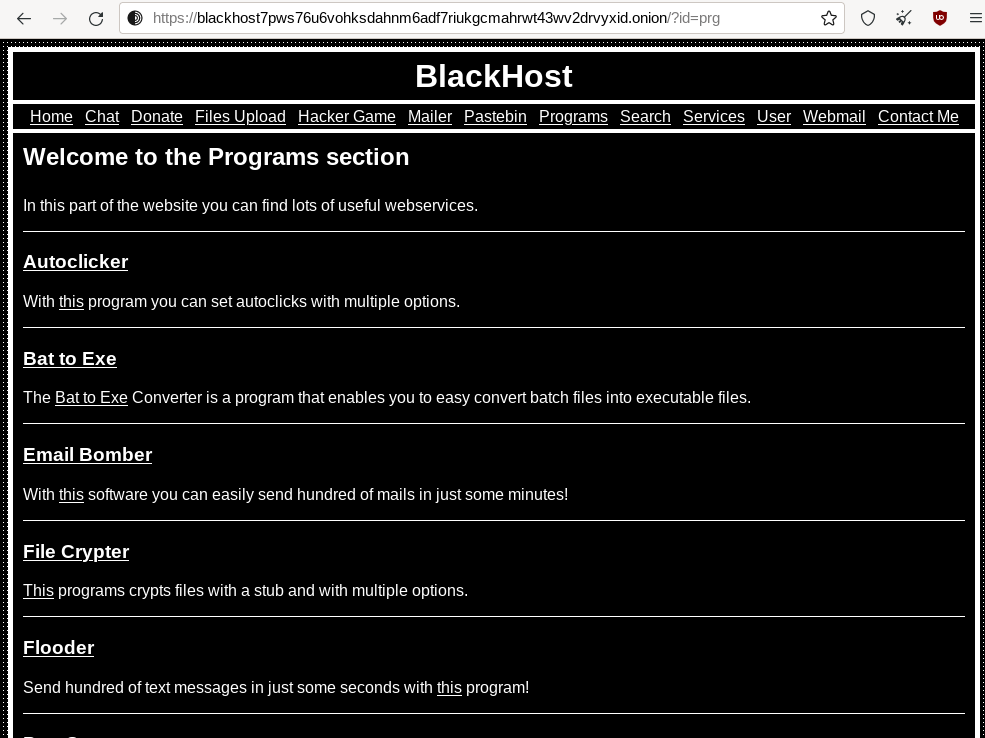 https://blackhost7pws76u6vohksdahnm6adf7riukgcmahrwt43wv2drvyxid.onion/?id=prg
BlackHost
Home Chat Donate Files Upload Hacker Game Mailer Pastebin Programs Search Services User Webmail Contact Me
Welcome to the Programs section
In this part of the website you can find lots of useful webservices.
Autoclicker
With this program you can set autoclicks with multiple options.
Bat to Exe
The Bat to Exe Converter is a program that enables you to easy convert batch files into executable files.
Email Bomber
With this software you can easily send hundred of mails in just some minutes!
File Crypter
This programs crypts files with a stub and with multiple options.
Flooder
Send hundred of text messages in just some seconds with this program!